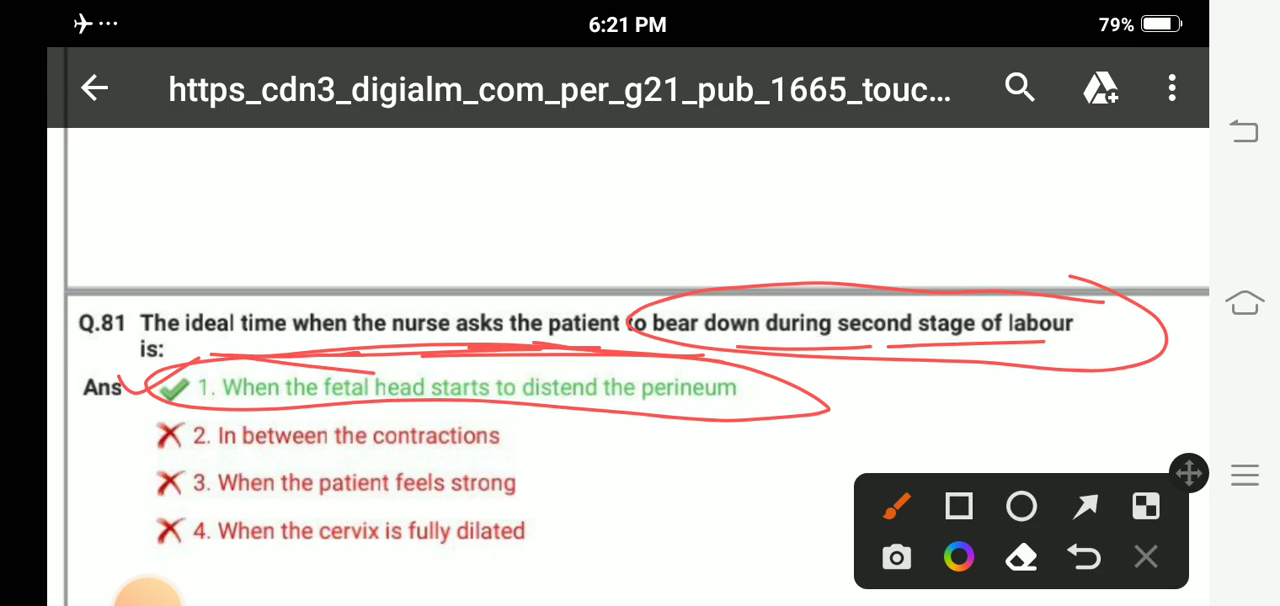 6:21 PM
79%
https_cdn3_digialm_com_per_g21_pub_1665_touc...
Q.81 The ideal time when the nurse asks the patient to bear down during second stage of labour
is:
Ans 1. When the fetal head starts to distend the perineum
2. In between the contractions
3. When the patient feels strong
4. When the cervix is fully dilated